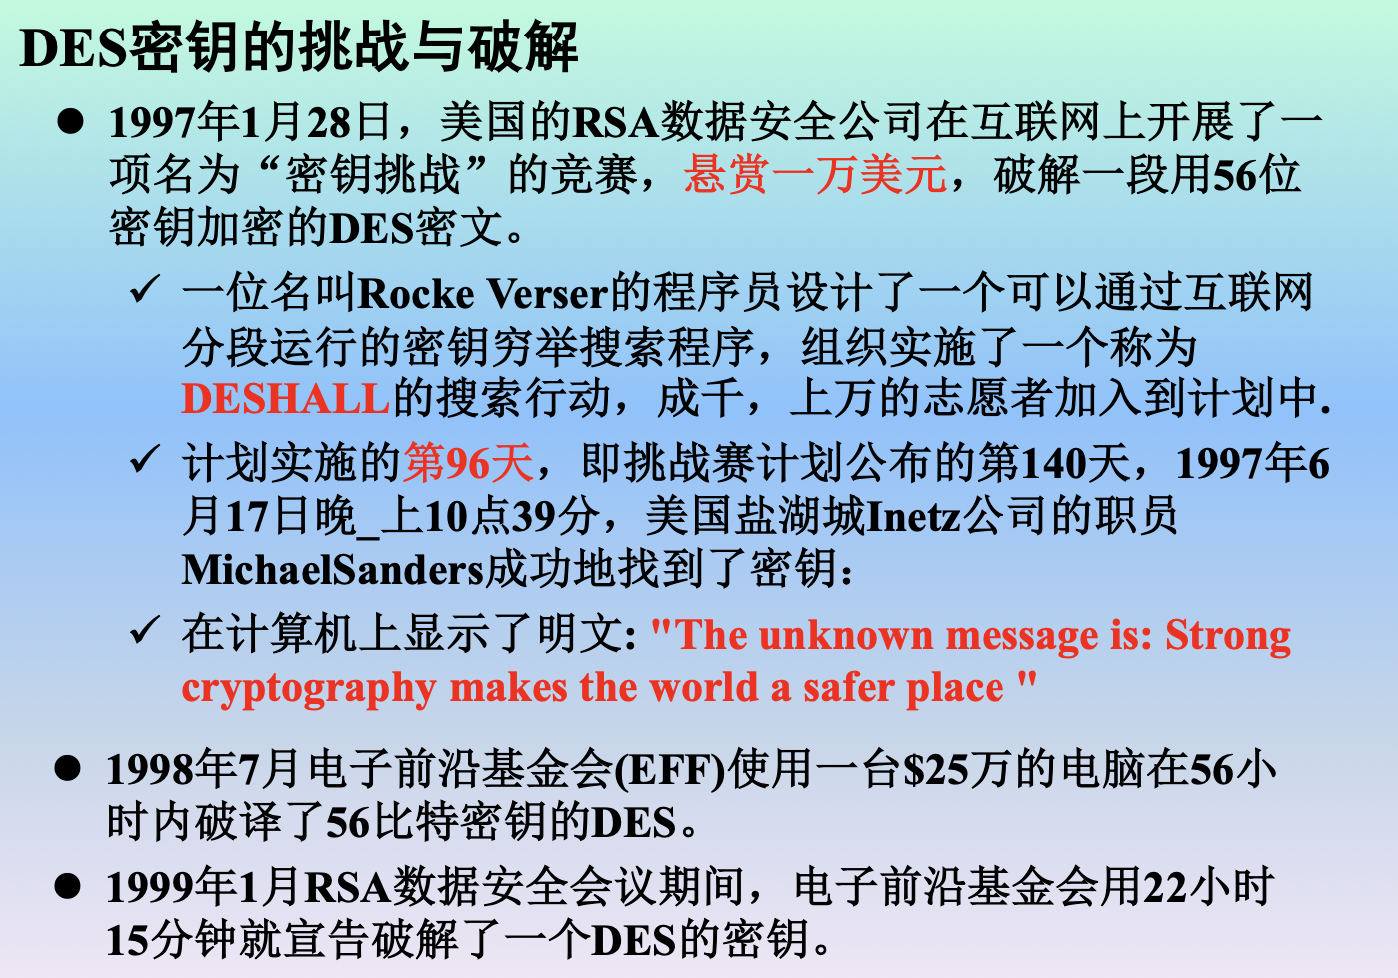 DES密钥的挑战与破解
● 1997年1月28日，美国的RSA数据安全公司在互联网上开展了一
项名为“密钥挑战”的竞赛，悬赏一万美元，破解一段用56位
密钥加密的DES密文。
✓ 一位名叫Rocke Verser的程序员设计了一个可以通过互联网
分段运行的密钥穷举搜索程序，组织实施了一个称为
DESHALL的搜索行动，成千，上万的志愿者加入到计划中.
✓ 计划实施的第96天，即挑战赛计划公布的第140天，1997年6
月17日晚_上10点39分，美国盐湖城Inetz公司的职员
MichaelSanders成功地找到了密钥：
✓ 在计算机上显示了明文: "The unknown message is: Strong
cryptography makes the world a safer place "
● 1998年7月电子前沿基金会(EFF)使用一台$25万的电脑在56小
时内破译了56比特密钥的DES。
● 1999年1月RSA数据安全会议期间，电子前沿基金会用22小时
15分钟就宣告破解了一个DES的密钥。